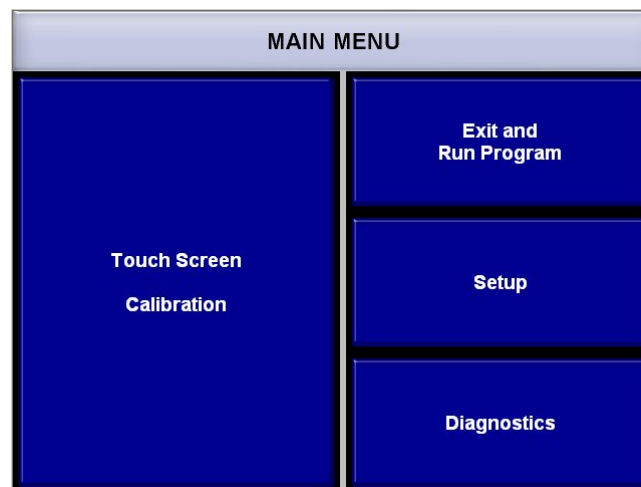 MAIN MENU
Touch Screen
Calibration
Exit and
Run Program
Setup
Diagnostics